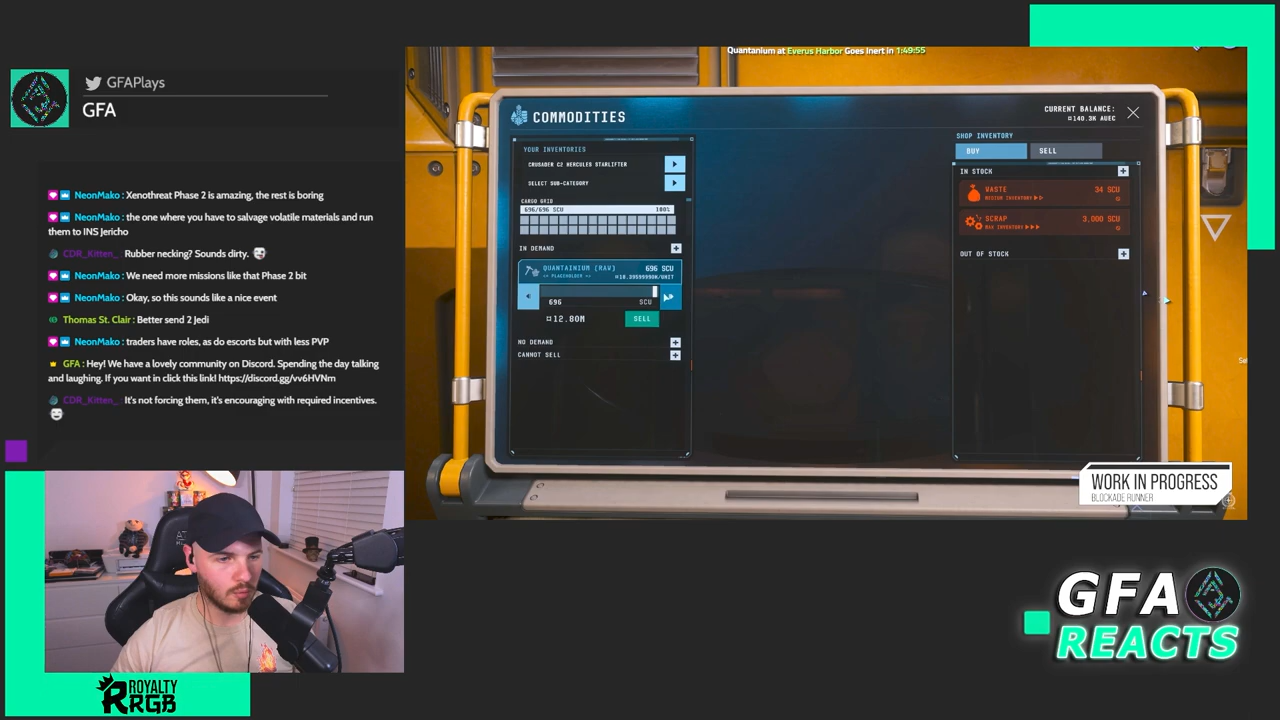 GFAPlays
GFA
NeonMako : Xenothreat Phase 2 is amazing, the rest is boring
NeonMako : the one where you have to salvage volatile materials and run
them to INS Jericho
CDR_Kitten_ : Rubber necking? Sounds dirty.
NeonMako : We need more missions like that Phase 2 bit
NeonMako : Okay, so this sounds like a nice event
Thomas St. Clair : Better send 2 Jedi
NeonMako : traders have roles, as do escorts but with less PVP
GFA : Hey! We have a lovely community on Discord. Spending the day talking
and laughing. If you want in click this link! https://discord.gg/vv6HVNm
CDR_Kitten_ : It's not forcing them, it's encouraging with required incentives.
ROYALTY
RGB
Quantanium at Everus Harbor Goes Inert in 1:49:55
COMMODITIES
CURRENT BALANCE:
¤140.3K AUEC
YOUR INVENTORIES
CRUSADER C2 HERCULES STARLIFTER
SELECT SUB-CATEGORY
CARGO GRID
696/696 SCU 100%
IN DEMAND
QUANTAINIUM [RAW] 696 SCU
<< PLACEHOLDER >>
696 SCU
¤12.80M SELL
NO DEMAND
CANNOT SELL
SHOP INVENTORY
BUY SELL
IN STOCK
WASTE 34 SCU
MEDIUM INVENTORY
SCRAP 3,000 SCU
MAX INVENTORY
OUT OF STOCK
WORK IN PROGRESS
BLOCKADE RUNNER
GFA
REACTS